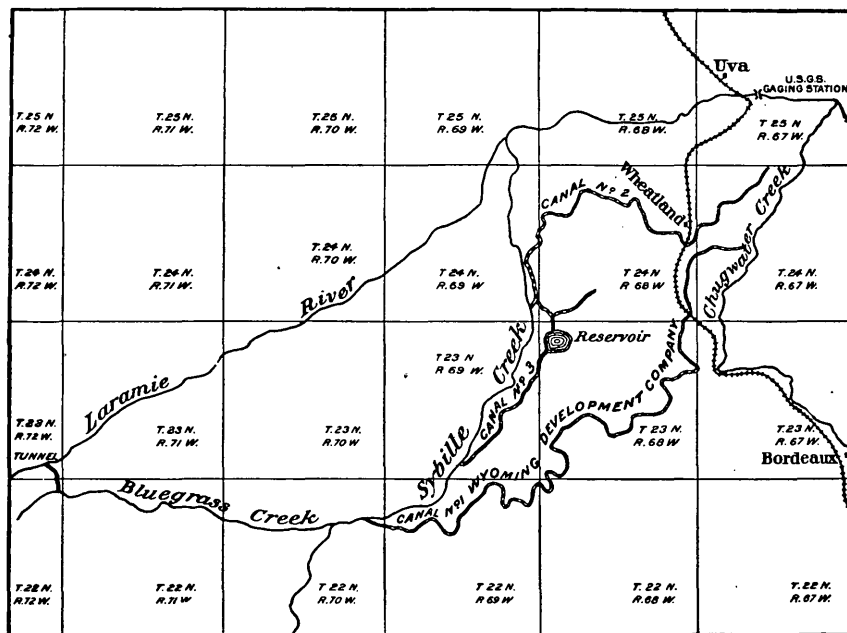 Uva
U.S.G.S.
GAGING STATION
T.25 N
R.72 W.
T.25 N.
R.71 W.
T.25 N.
R.70 W.
T.25 N.
R.69 W.
T.25 N.
R.68 W.
T.25 N
R.67 W.
Wheatland
CANAL Nº 2
Chugwater Creek
T.24 N.
R.72 W.
T.24 N.
R.71 W.
T.24 N.
R.70 W.
T.24 N.
R.69 W
T.24 N
R 68 W.
T.24 N.
R.67 W.
Laramie River
Reservoir
T 23 N
R 69 W.
Sybille Creek
CANAL Nº 3
T.23 N.
R.72 W.
TUNNEL
T.23 N.
R.71 W.
T.23 N.
R.70 W
T. 23 N.
R.68 W
T.23 N.
R.67 W.
Bordeaux
Bluegrass Creek
CANAL Nº1 WYOMING DEVELOPMENT COMPANY
T.22 N.
R.72 W.
T.22 N.
R.71 W
T 22 N.
R.70 W.
T.22 N.
R69 W
T. 22 N.
R.68 W.
T.22 N.
R.67 W.